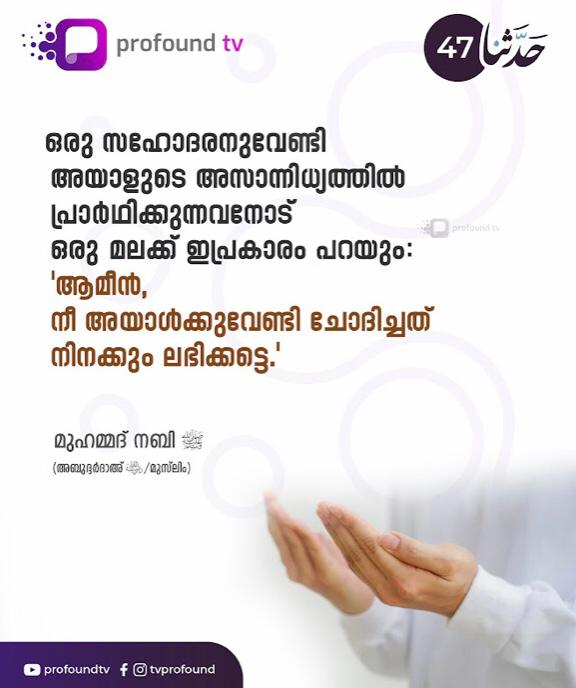 profound tv
47 حَدَّثَنَا
ഒരു സഹോദരനുവേണ്ടി
അയാളുടെ അസാന്നിധ്യത്തിൽ
പ്രാർഥിക്കുന്നവനോട്
profound tv
ഒരു മലക്ക് ഇപ്രകാരം പറയും:
'ആമീൻ,
നീ അയാൾക്കുവേണ്ടി ചോദിച്ചത്
നിനക്കും ലഭിക്കട്ടെ.'
മുഹമ്മദ് നബി ﷺ
(അബുദ്ദർദാഅ് /മുസ്‌ലിം)
profoundtv tvprofound